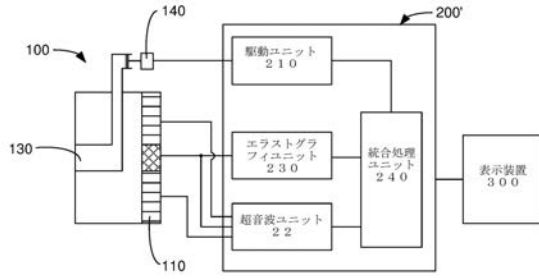 200'
140
100
駆動ユニット
210
130
エラストグラ
フィユニット
230
統合処理
ユニット
240
表示装置
300
超音波ユニット
22
110